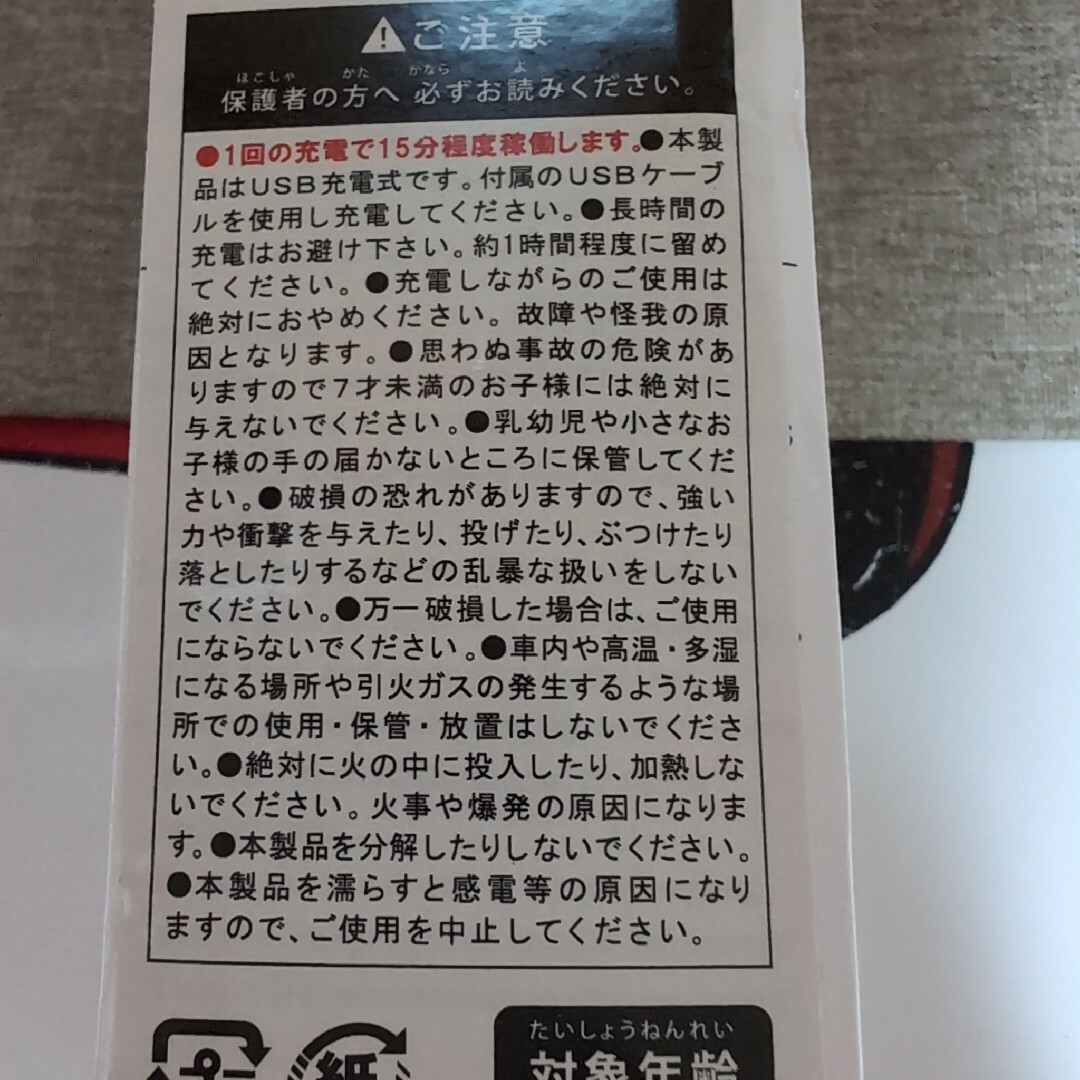 ⚠ご注意
ほごしゃ かた かなら よ
保護者の方へ 必ずお読みください。
●1回の充電で15分程度稼働します。●本製
品はUSB充電式です。付属のUSBケーブ
ルを使用し充電してください。●長時間の
充電はお避け下さい。約1時間程度に留め
てください。●充電しながらのご使用は
絶対におやめください。故障や怪我の原
因となります。●思わぬ事故の危険があ
りますので7才未満のお子様には絶対に
与えないでください。●乳幼児や小さなお
子様の手の届かないところに保管してくだ
さい。●破損の恐れがありますので、強い
力や衝撃を与えたり、投げたり、ぶつけたり
落としたりするなどの乱暴な扱いをしない
でください。●万一破損した場合は、ご使用
にならないでください。●車内や高温・多湿
になる場所や引火ガスの発生するような場
所での使用・保管・放置はしないでくださ
い。●絶対に火の中に投入したり、加熱しな
いでください。火事や爆発の原因になりま
す。●本製品を分解したりしないでください。
●本製品を濡らすと感電等の原因になり
ますので、ご使用を中止してください。
たいしょうねんれい
対象年齢
紙